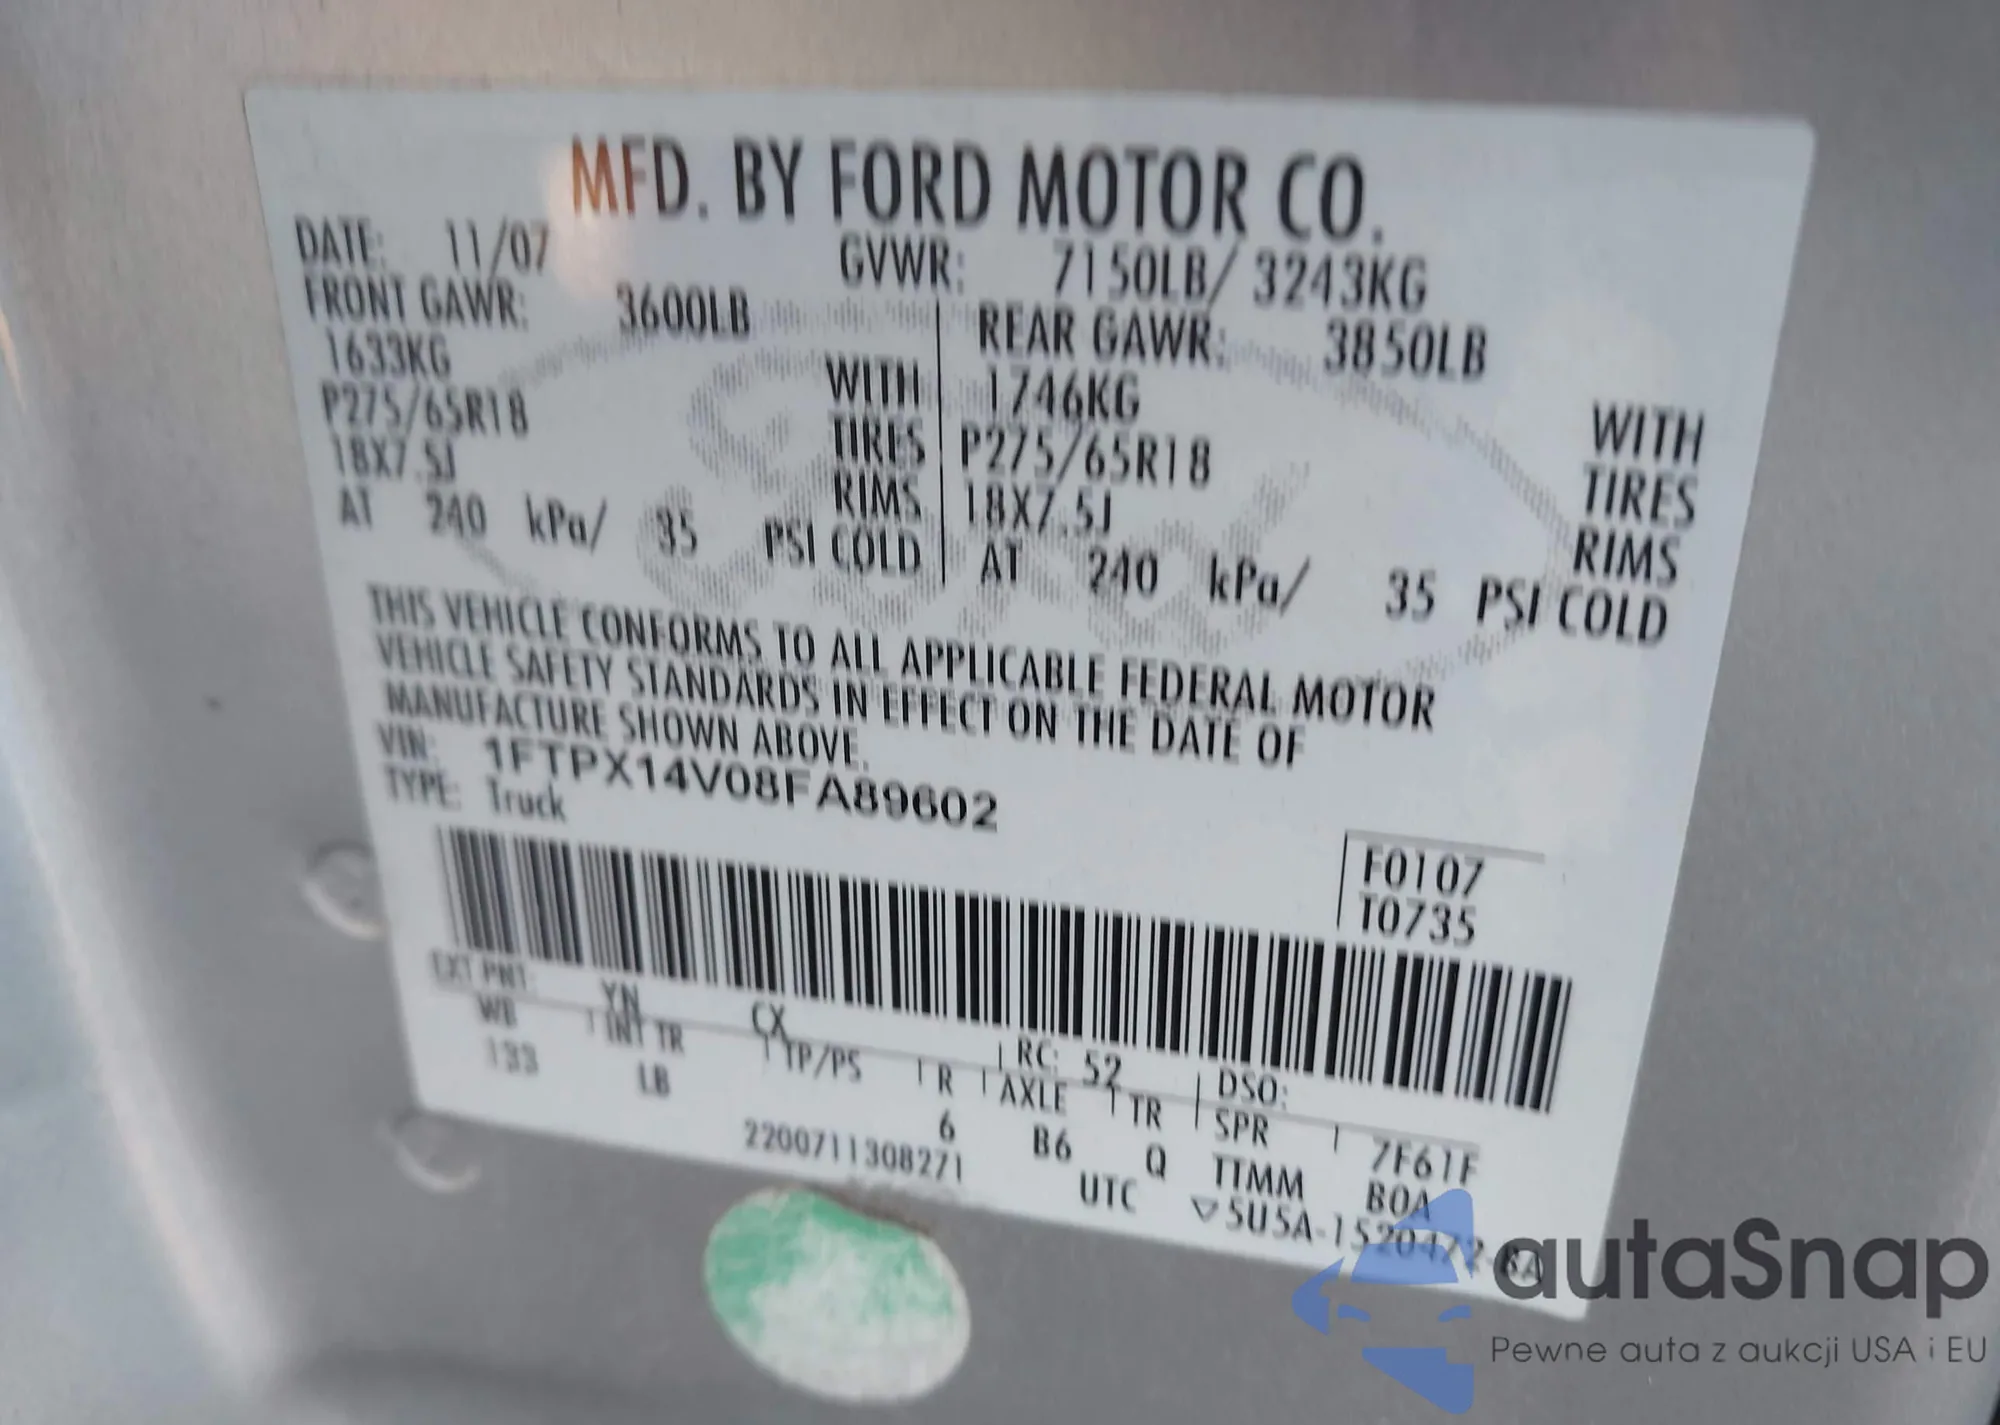 MFD. BY FORD MOTOR CO.
DATE: 11/07 GVWR: 7150LB/ 3243KG
FRONT GAWR: 3600LB REAR GAWR: 3850LB
1633KG WITH 1746KG WITH
P275/65R18 TIRES P275/65R18 TIRES
18X7.5J RIMS 18X7.5J RIMS
AT 240 kPa/ 35 PSI COLD AT 240 kPa/ 35 PSI COLD
THIS VEHICLE CONFORMS TO ALL APPLICABLE FEDERAL MOTOR
VEHICLE SAFETY STANDARDS IN EFFECT ON THE DATE OF
MANUFACTURE SHOWN ABOVE.
VIN: 1FTPX14V08FA89602
TYPE: Truck
F0107
T0735
EXT PNT: YN CX RC: 52 DSO:
WB INT TR TP/PS R AXLE TR SPR 7F61F
133 LB 6 B6 Q TTMM B0A
2200711308271 UTC ▽5U5A-1520472-BA
autaSnap
Pewne auta z aukcji USA i EU